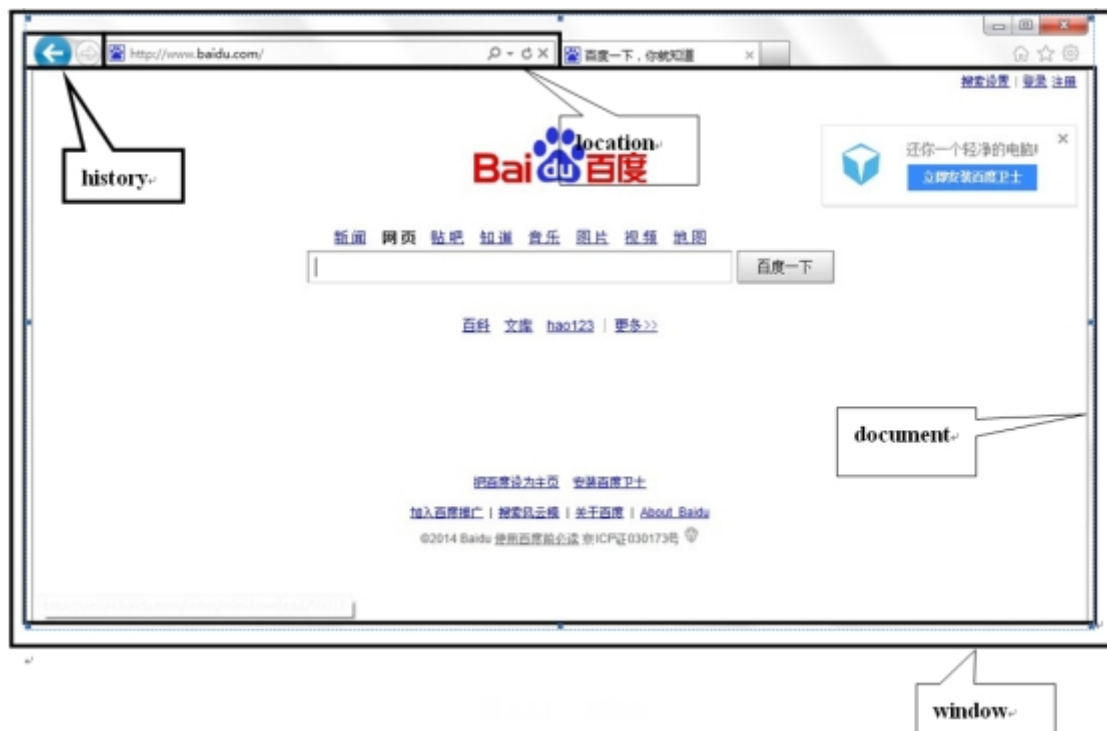 http://www.baidu.com/
百度一下，你就知道
搜索设置 | 登录 注册
location
Bai du 百度
还你一个轻净的电脑!
立即安装百度卫士
history
新闻 网页 贴吧 知道 音乐 图片 视频 地图
百度一下
百科 文库 hao123 | 更多>>
document
把百度设为主页 安装百度卫士
加入百度推广 | 搜索风云榜 | 关于百度 | About Baidu
©2014 Baidu 使用百度前必读 京ICP证030173号
window